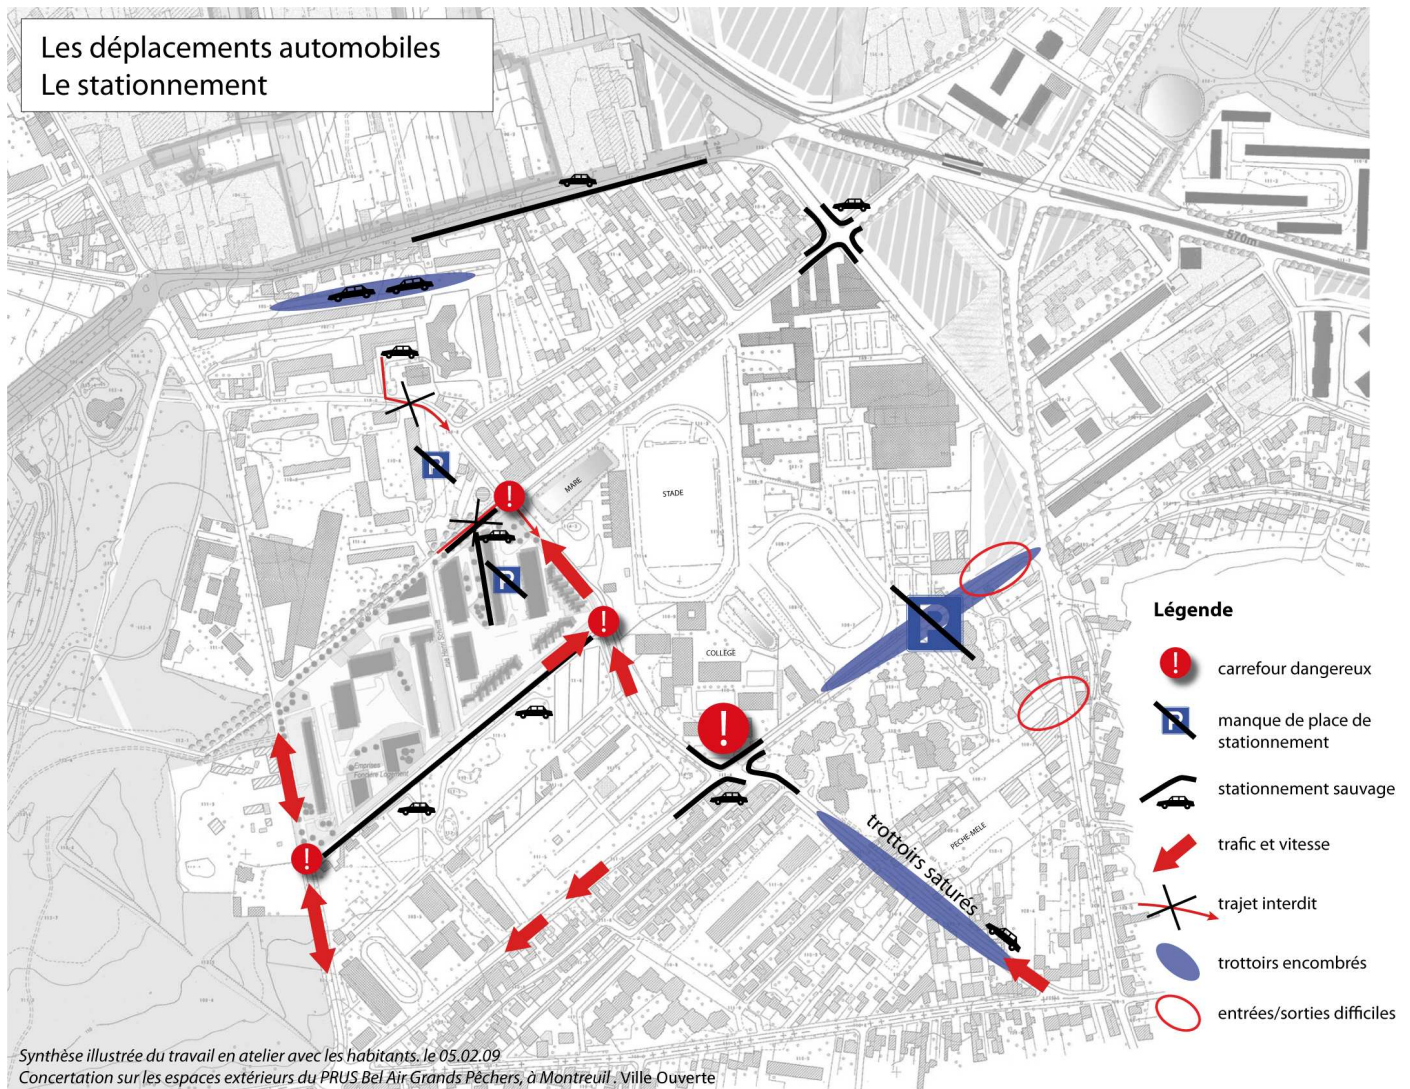 Les déplacements automobiles
Le stationnement
570m
MARE
STADE
COLLÈGE
Emprises
Foncière Logement
trottoirs saturés
PECHE-MELE
Légende
carrefour dangereux
manque de place de
stationnement
stationnement sauvage
trafic et vitesse
trajet interdit
trottoirs encombrés
entrées/sorties difficiles
Synthèse illustrée du travail en atelier avec les habitants. le 05.02.09
Concertation sur les espaces extérieurs du PRUS Bel Air Grands Pêchers, à Montreuil . Ville Ouverte